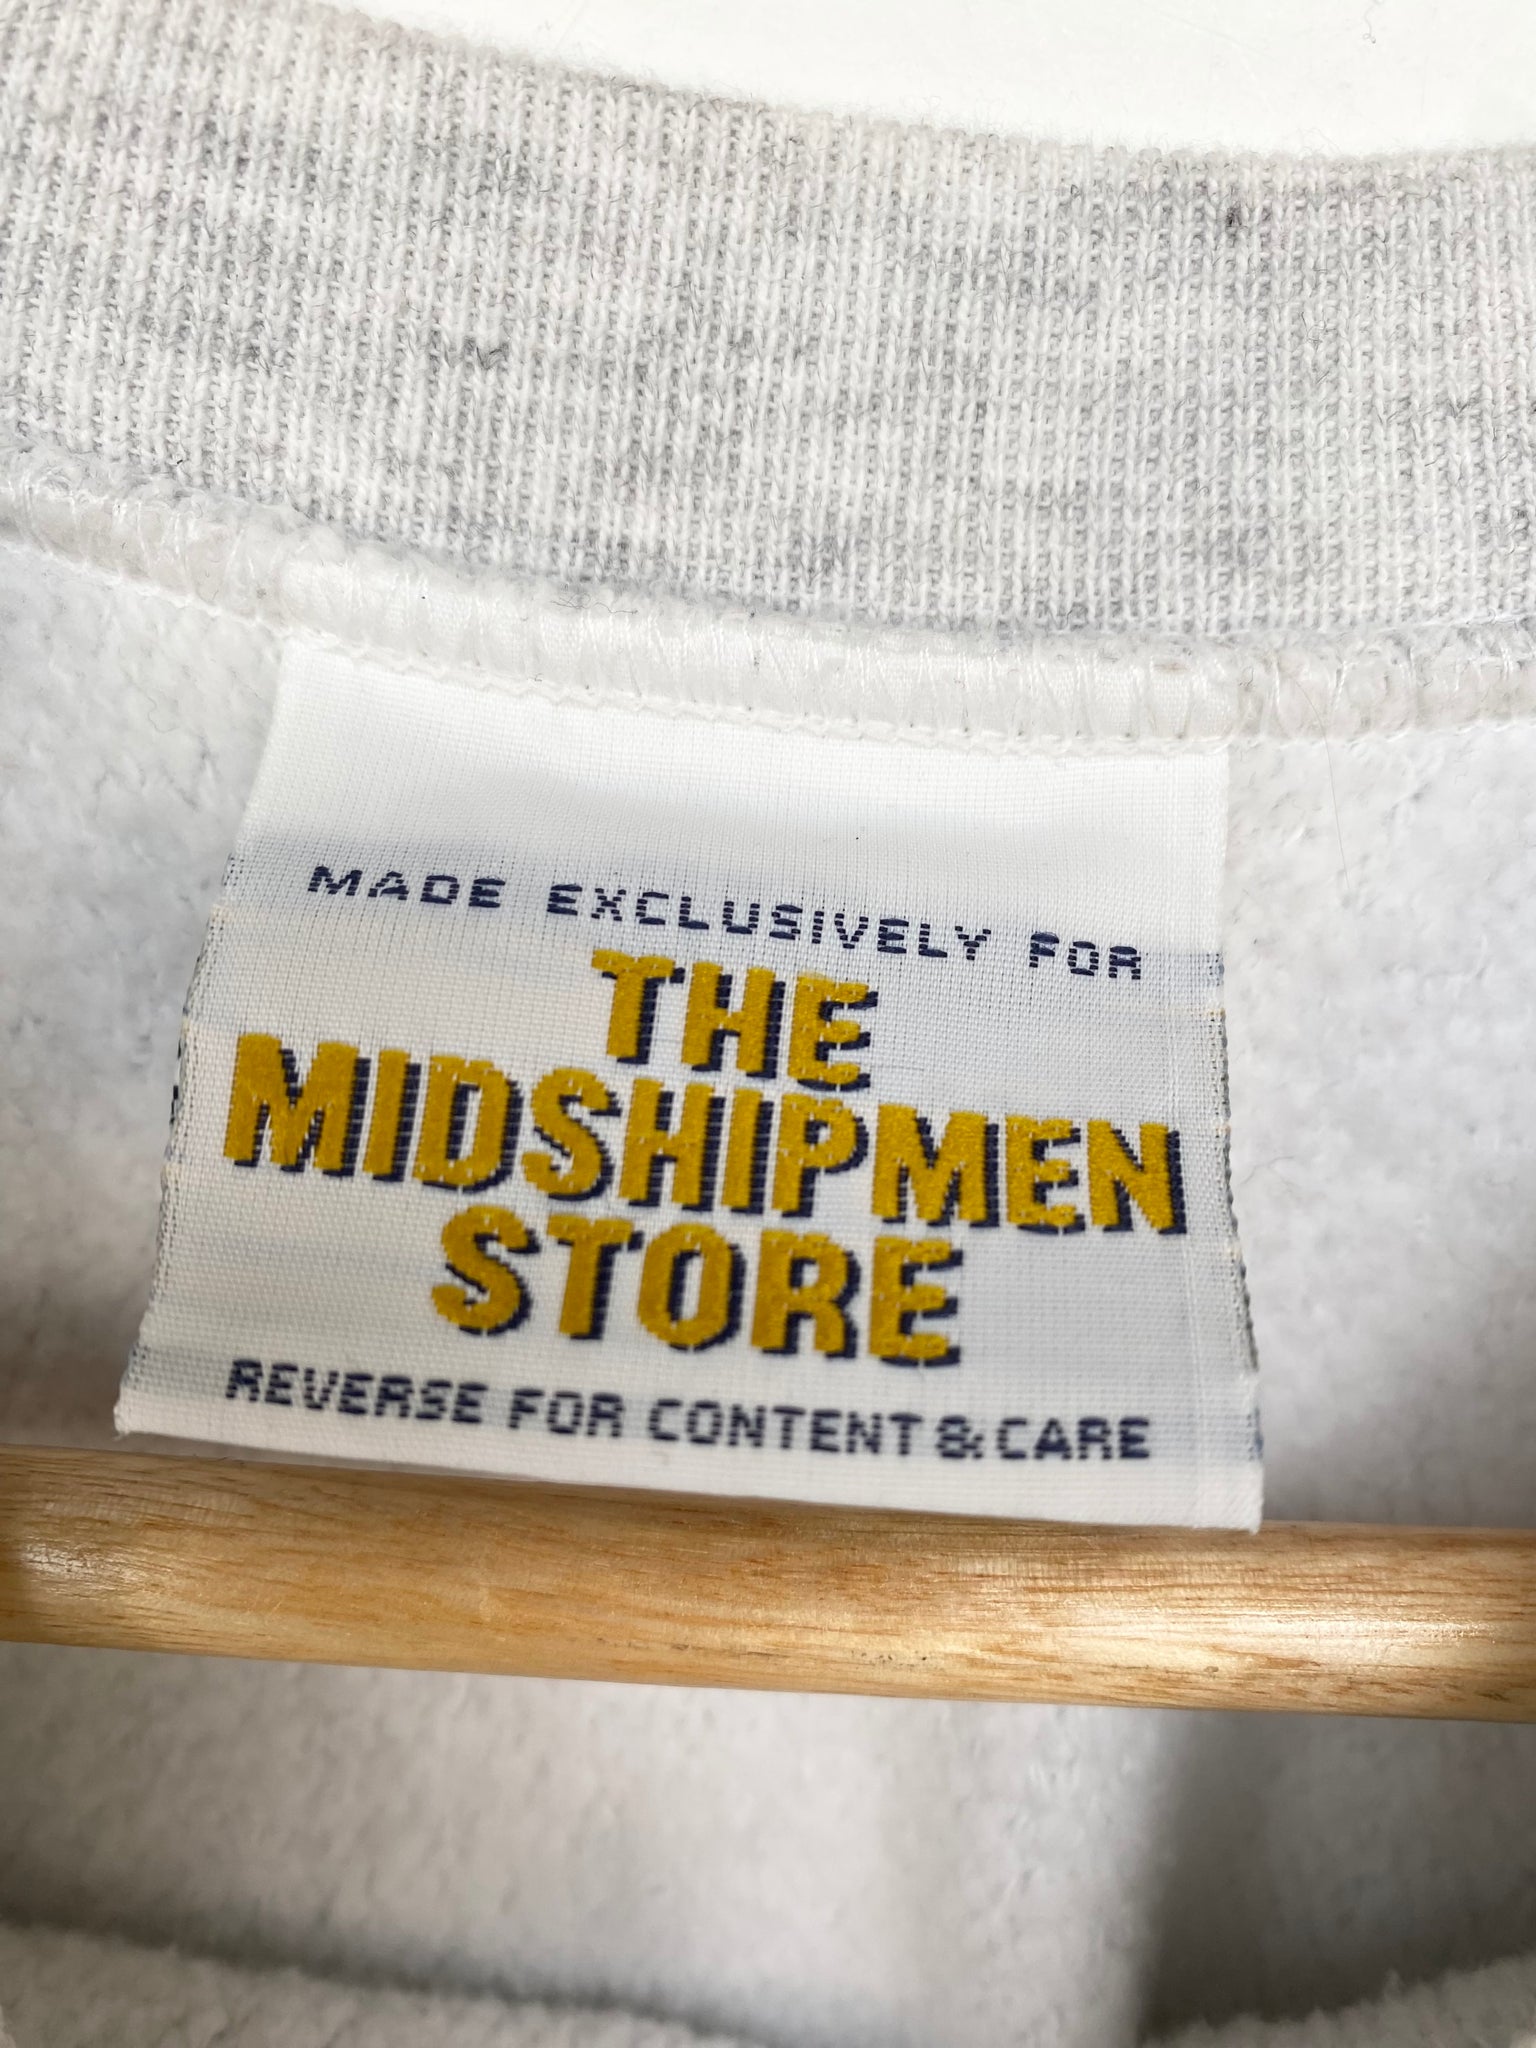 MADE EXCLUSIVELY FOR
THE
MIDSHIPMEN
STORE
REVERSE FOR CONTENT & CARE